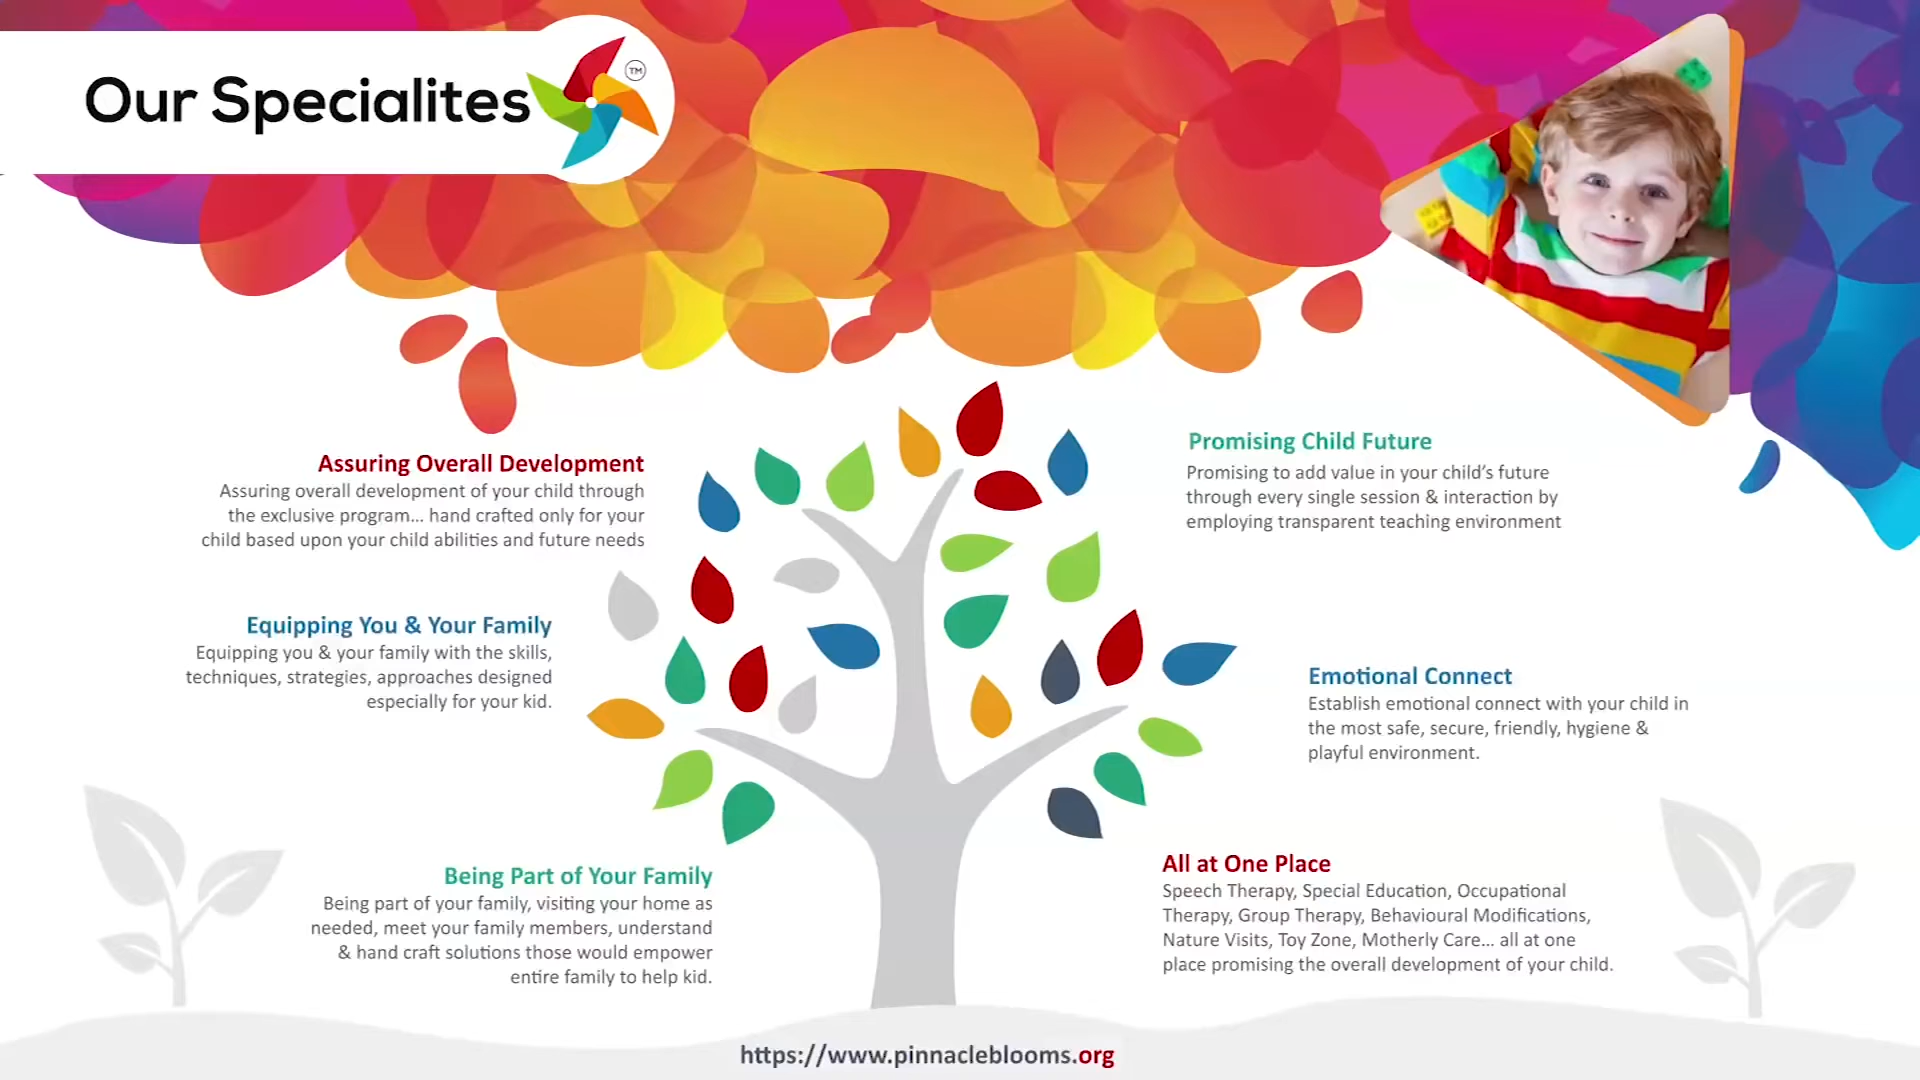 Our Specialites
TM
Assuring Overall Development
Assuring overall development of your child through
the exclusive program... hand crafted only for your
child based upon your child abilities and future needs
Equipping You & Your Family
Equipping you & your family with the skills,
techniques, strategies, approaches designed
especially for your kid.
Being Part of Your Family
Being part of your family, visiting your home as
needed, meet your family members, understand
& hand craft solutions those would empower
entire family to help kid.
Promising Child Future
Promising to add value in your child's future
through every single session & interaction by
employing transparent teaching environment
Emotional Connect
Establish emotional connect with your child in
the most safe, secure, friendly, hygiene &
playful environment.
All at One Place
Speech Therapy, Special Education, Occupational
Therapy, Group Therapy, Behavioural Modifications,
Nature Visits, Toy Zone, Motherly Care... all at one
place promising the overall development of your child.
https://www.pinnacleblooms.org